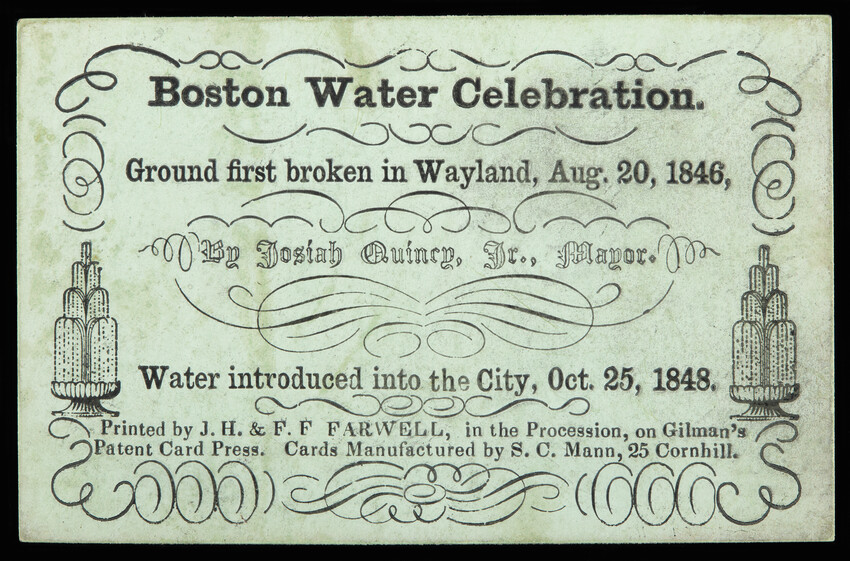 Boston Water Celebration.
Ground first broken in Wayland, Aug. 20, 1846,
By Josiah Quincy, Jr., Mayor.
Water introduced into the City, Oct. 25, 1848.
Printed by J. H. & F. F FARWELL, in the Procession, on Gilman's
Patent Card Press. Cards Manufactured by S. C. Mann, 25 Cornhill.